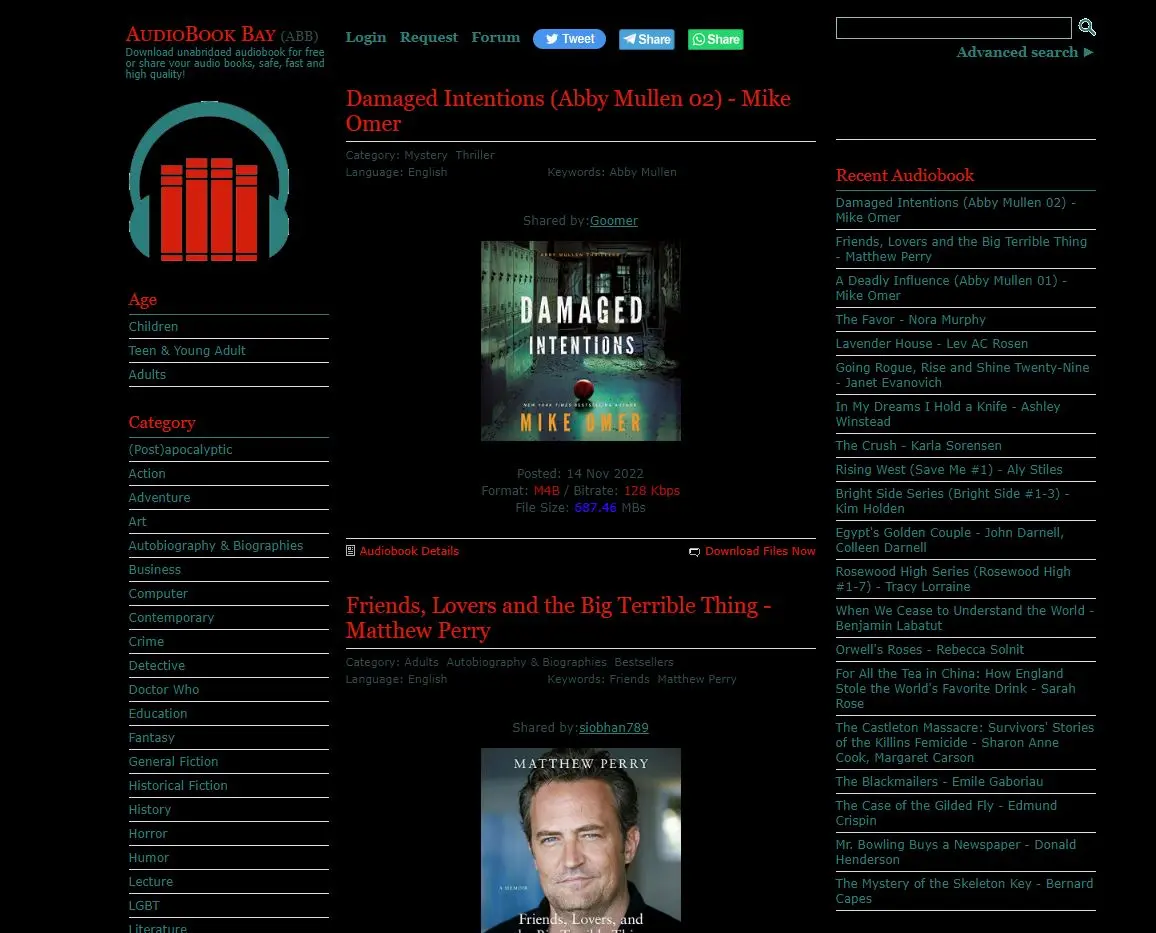 AudioBook Bay (ABB)
Download unabridged audiobook for free
or share your audio books, safe, fast and
high quality!
Login Request Forum Tweet Share Share
Advanced search ►
Age
Children
Teen & Young Adult
Adults
Category
(Post)apocalyptic
Action
Adventure
Art
Autobiography & Biographies
Business
Computer
Contemporary
Crime
Detective
Doctor Who
Education
Fantasy
General Fiction
Historical Fiction
History
Horror
Humor
Lecture
LGBT
Literature
Damaged Intentions (Abby Mullen 02) - Mike
Omer
Category: Mystery Thriller
Language: English Keywords: Abby Mullen
Shared by:Goomer
ABBY MULLEN THRILLERS
DAMAGED
INTENTIONS
NEW YORK TIMES BESTSELLING AUTHOR
MIKE OMER
Posted: 14 Nov 2022
Format: M4B / Bitrate: 128 Kbps
File Size: 687.46 MBs
Audiobook Details Download Files Now
Friends, Lovers and the Big Terrible Thing -
Matthew Perry
Category: Adults Autobiography & Biographies Bestsellers
Language: English Keywords: Friends Matthew Perry
Shared by:siobhan789
MATTHEW PERRY
A MEMOIR
Friends, Lovers, and
the Big Terrible Thing
Recent Audiobook
Damaged Intentions (Abby Mullen 02) -
Mike Omer
Friends, Lovers and the Big Terrible Thing
- Matthew Perry
A Deadly Influence (Abby Mullen 01) -
Mike Omer
The Favor - Nora Murphy
Lavender House - Lev AC Rosen
Going Rogue, Rise and Shine Twenty-Nine
- Janet Evanovich
In My Dreams I Hold a Knife - Ashley
Winstead
The Crush - Karla Sorensen
Rising West (Save Me #1) - Aly Stiles
Bright Side Series (Bright Side #1-3) -
Kim Holden
Egypt's Golden Couple - John Darnell,
Colleen Darnell
Rosewood High Series (Rosewood High
#1-7) - Tracy Lorraine
When We Cease to Understand the World -
Benjamin Labatut
Orwell's Roses - Rebecca Solnit
For All the Tea in China: How England
Stole the World's Favorite Drink - Sarah
Rose
The Castleton Massacre: Survivors' Stories
of the Killins Femicide - Sharon Anne
Cook, Margaret Carson
The Blackmailers - Emile Gaboriau
The Case of the Gilded Fly - Edmund
Crispin
Mr. Bowling Buys a Newspaper - Donald
Henderson
The Mystery of the Skeleton Key - Bernard
Capes